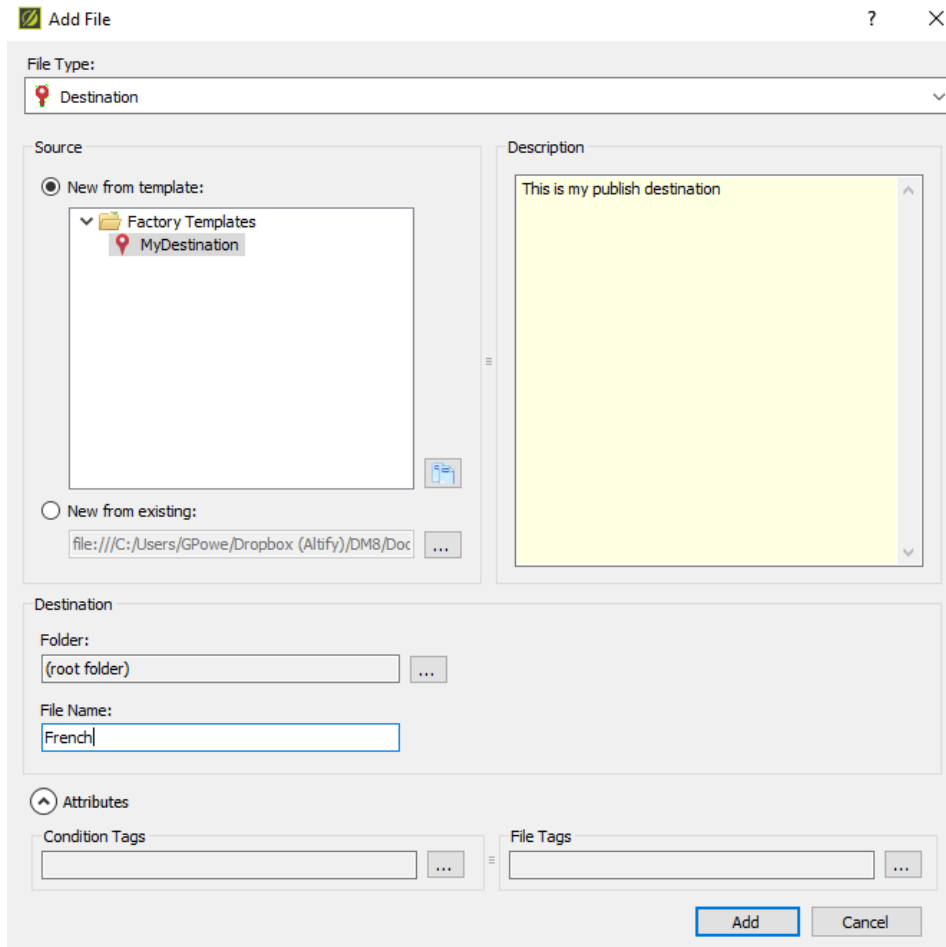 Add File
?
File Type:
Destination
Source
New from template:
Factory Templates
MyDestination
New from existing:
file:///C:/Users/GPowe/Dropbox (Altify)/DM8/Doc
...
Description
This is my publish destination
Destination
Folder:
(root folder)
...
File Name:
French
Attributes
Condition Tags
...
File Tags
...
Add
Cancel